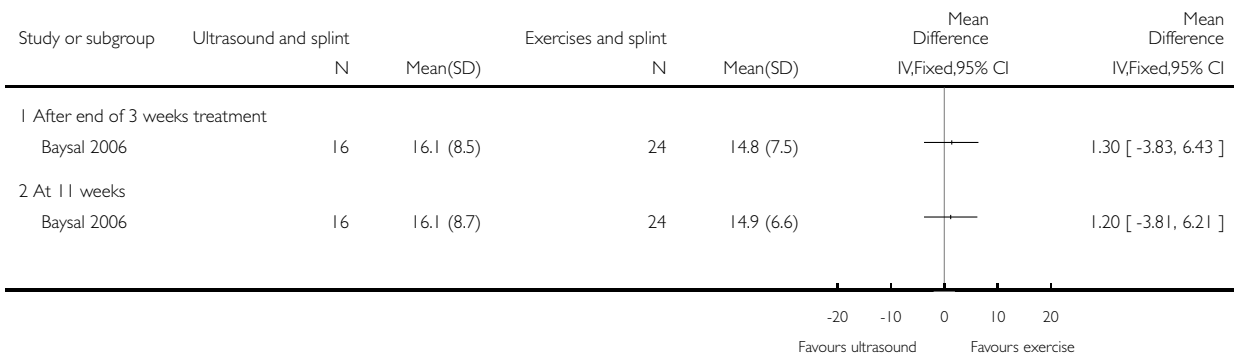 Study or subgroup Ultrasound and splint Exercises and splint Mean Difference Mean Difference
N Mean(SD) N Mean(SD) IV,Fixed,95% CI IV,Fixed,95% CI
1 After end of 3 weeks treatment
Baysal 2006 16 16.1 (8.5) 24 14.8 (7.5) 1.30 [ -3.83, 6.43 ]
2 At 11 weeks
Baysal 2006 16 16.1 (8.7) 24 14.9 (6.6) 1.20 [ -3.81, 6.21 ]
-20 -10 0 10 20
Favours ultrasound Favours exercise